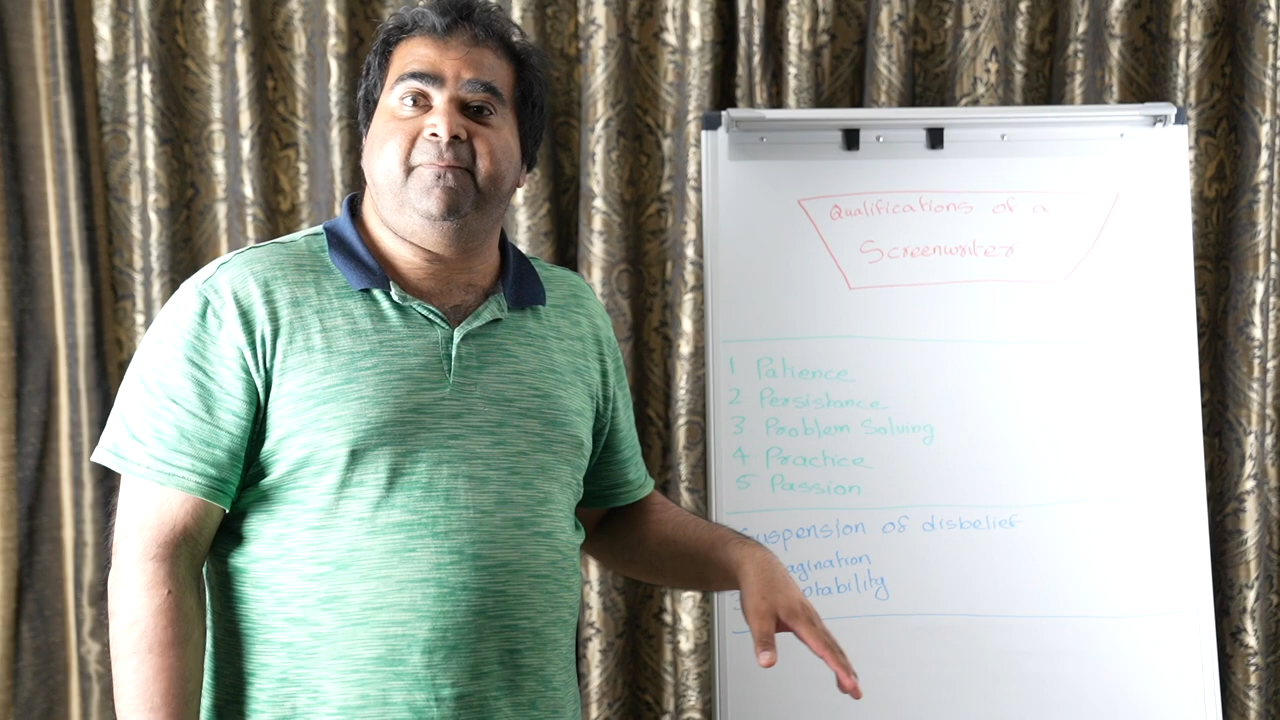 Qualifications of a
Screenwriter
1 Patience
2 Persistance
3 Problem Solving
4 Practice
5 Passion
Suspension of disbelief